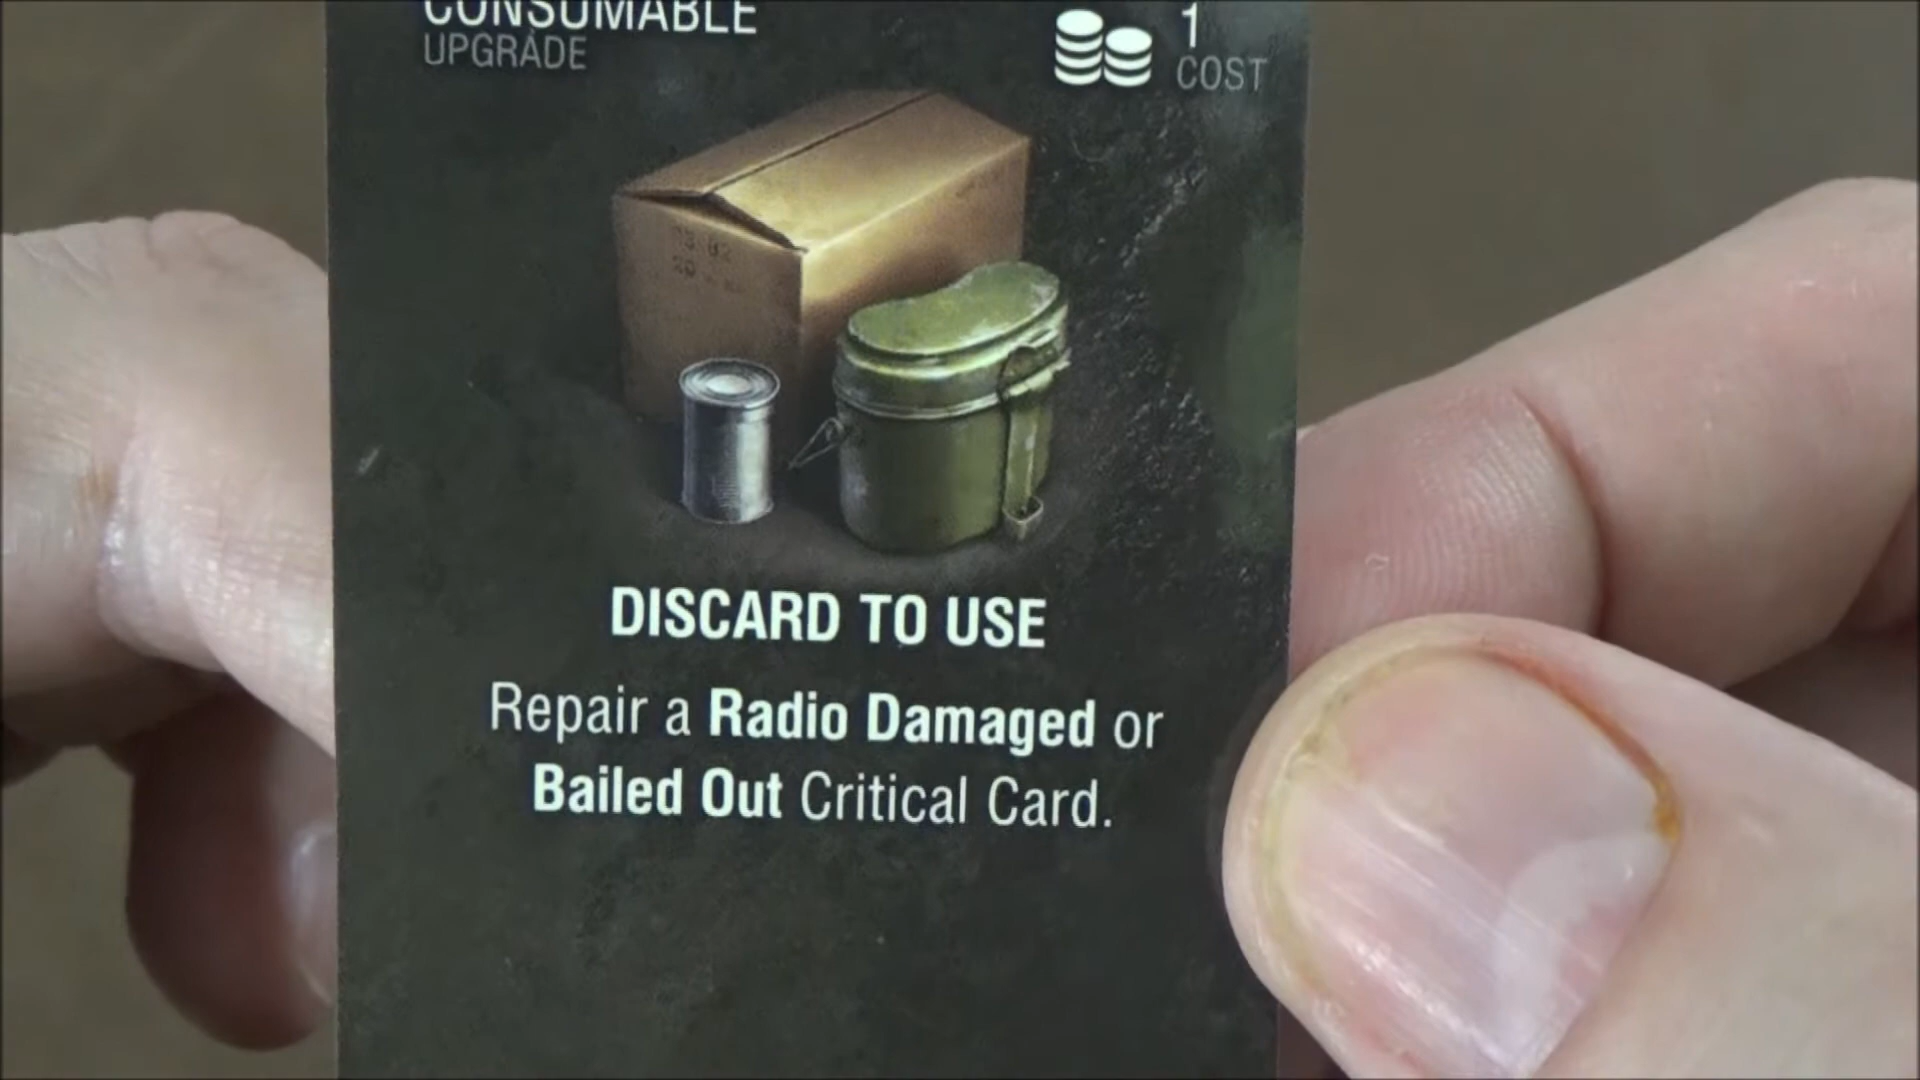 CONSUMABLE
UPGRADE
1
COST
DISCARD TO USE
Repair a Radio Damaged or
Bailed Out Critical Card.